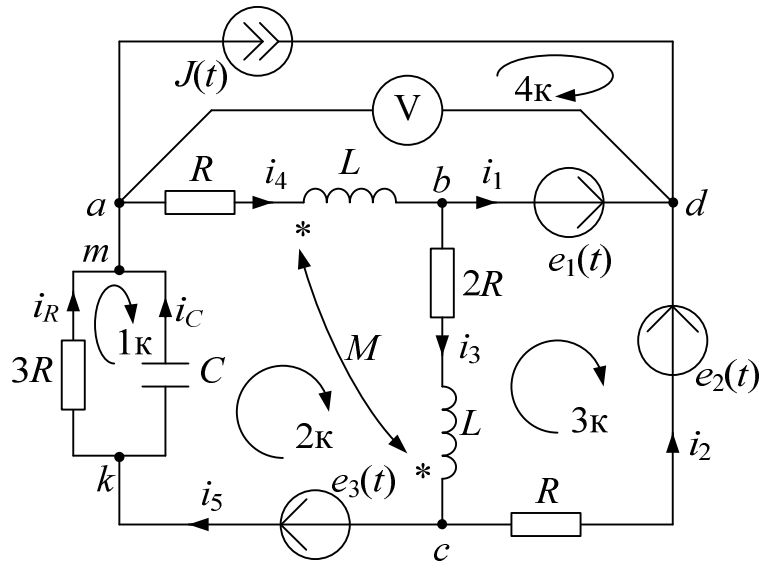 J(t)
4к
V
R
i4
L
b
i1
a
*
d
m
e1(t)
iR
iC
2R
1к
M
i3
3R
C
e2(t)
2к
3к
L
*
k
i5
e3(t)
R
i2
c